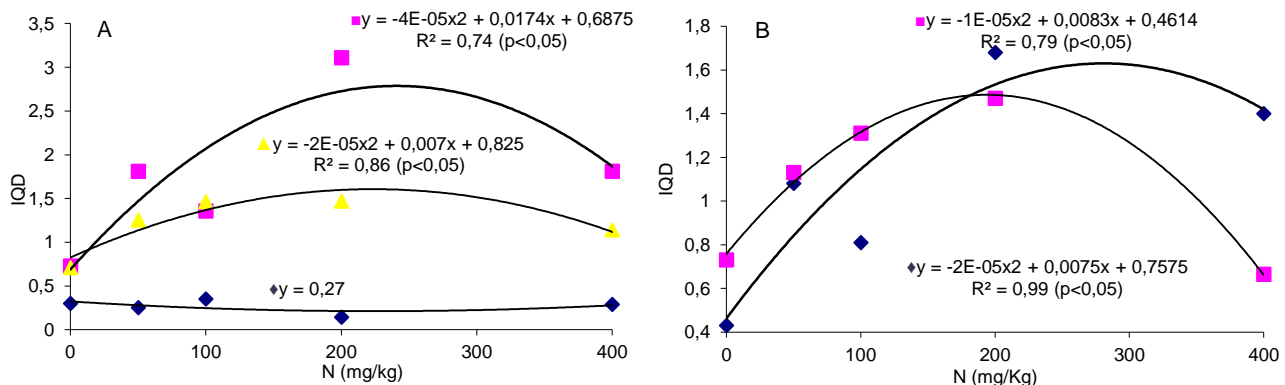 A
y = -4E-05x2 + 0,0174x + 0,6875
R² = 0,74 (p<0,05)
y = -2E-05x2 + 0,007x + 0,825
R² = 0,86 (p<0,05)
y = 0,27
3,5
3
2,5
2
1,5
1
0,5
0
IQD
0
100
200
300
400
N (mg/kg)
B
y = -1E-05x2 + 0,0083x + 0,4614
R² = 0,79 (p<0,05)
y = -2E-05x2 + 0,0075x + 0,7575
R² = 0,99 (p<0,05)
1,8
1,6
1,4
1,2
1,0
0,8
0,6
0,4
IQD
0
100
200
300
400
N (mg/Kg)